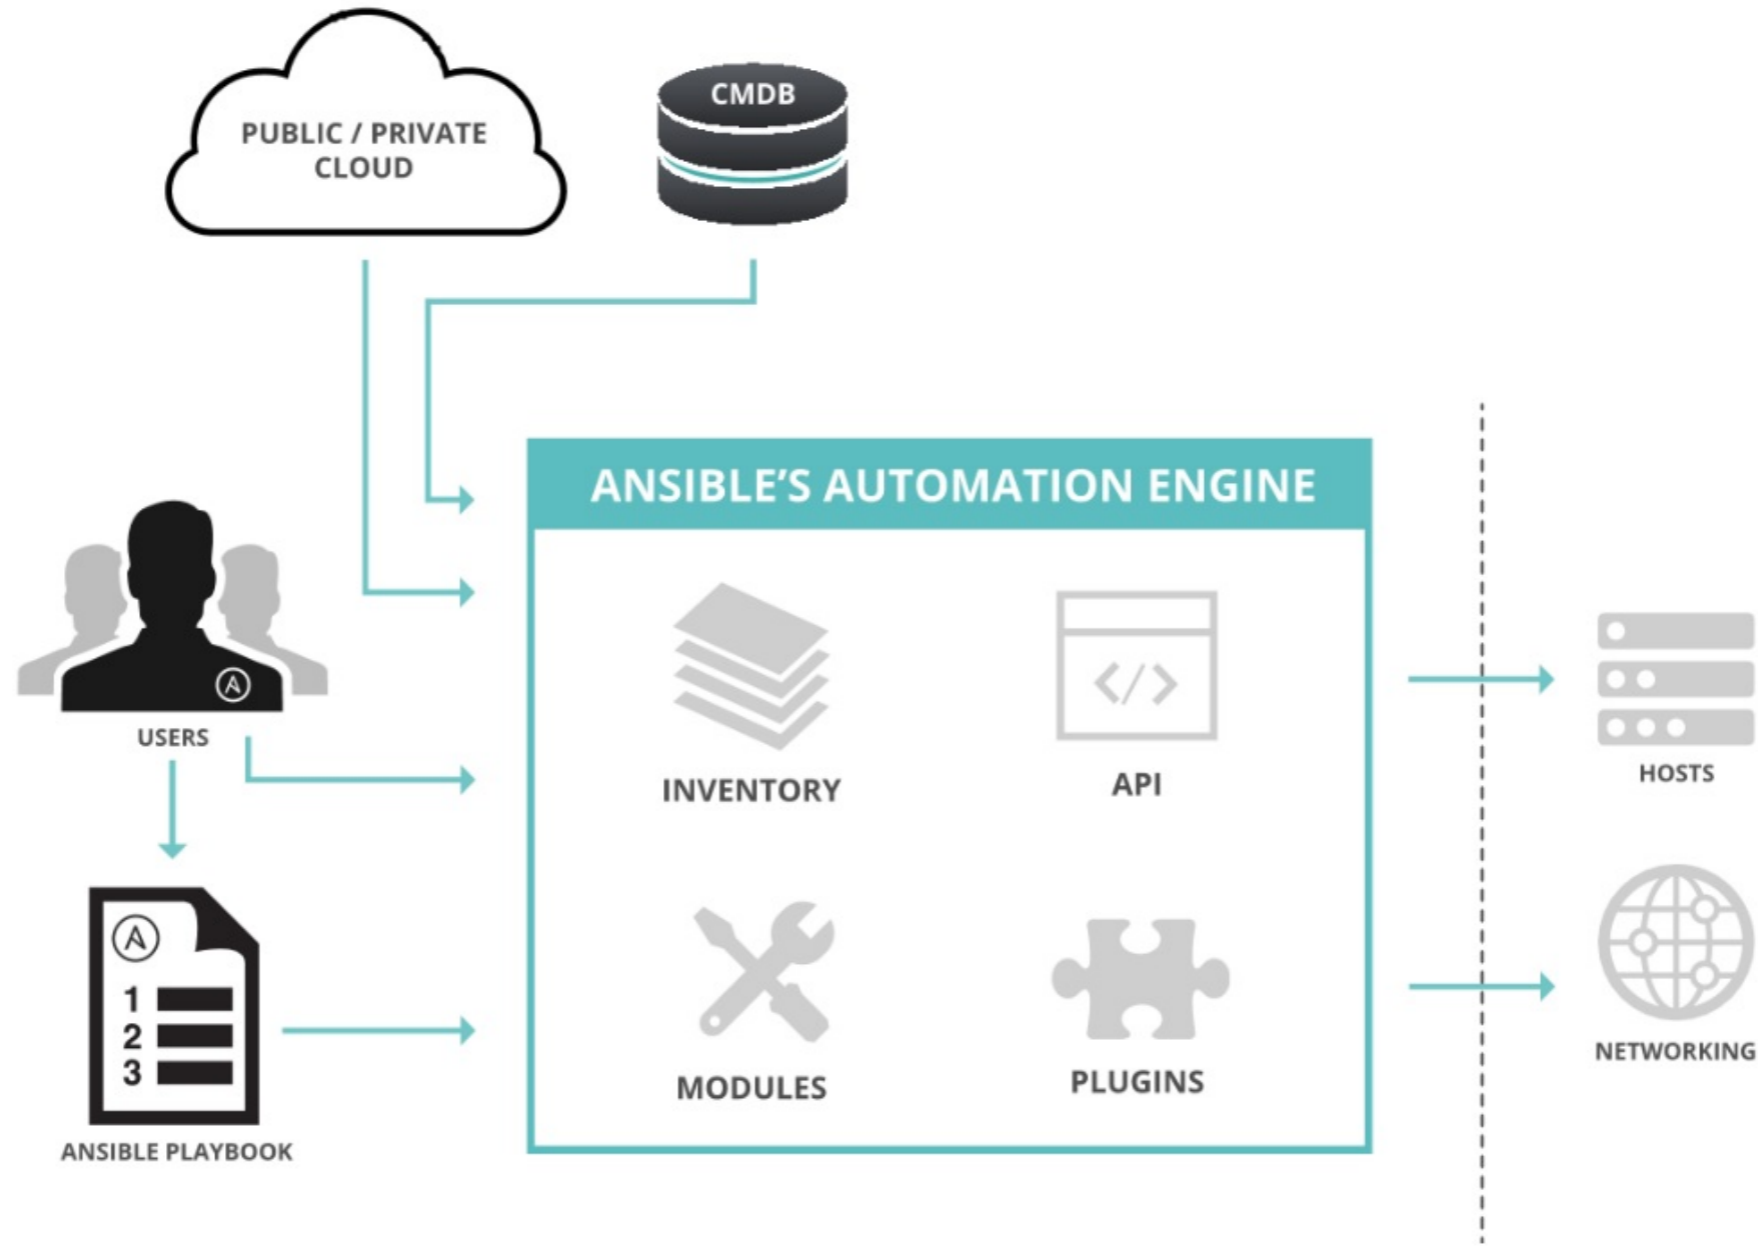 PUBLIC / PRIVATE
CLOUD
CMDB
ANSIBLE'S AUTOMATION ENGINE
USERS
INVENTORY
API
HOSTS
1
2
3
MODULES
PLUGINS
NETWORKING
ANSIBLE PLAYBOOK